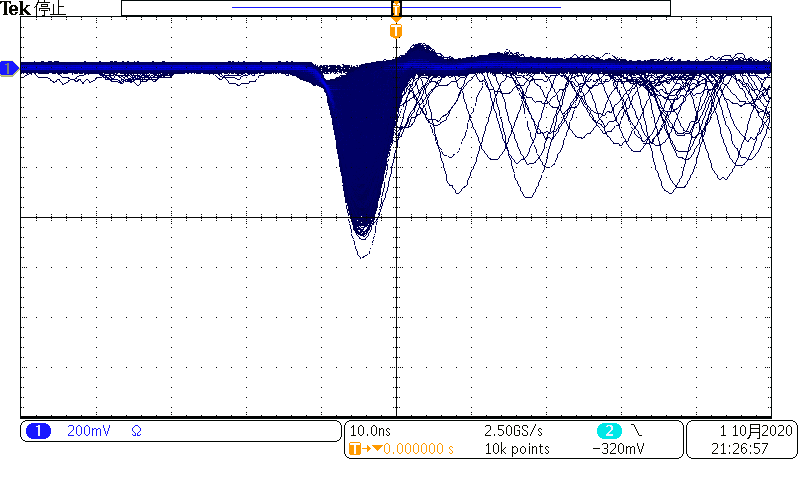 Tek 停止
T
T
1
1 200mV Ω
10.0ns 2.50GS/s 2
T→▼0.000000 s 10k points −320mV
1 10月2020
21:26:57